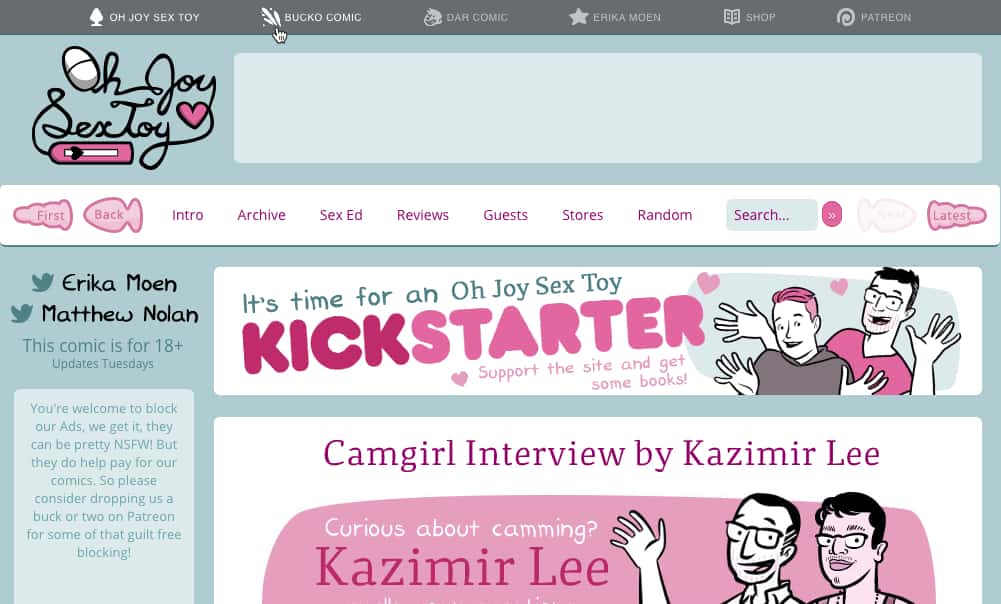 OH JOY SEX TOY
BUCKO COMIC
DAR COMIC
ERIKA MOEN
SHOP
PATREON
Oh Joy
Sex Toy
First
Back
Intro
Archive
Sex Ed
Reviews
Guests
Stores
Random
Search...
»
Next
Latest
Erika Moen
Matthew Nolan
This comic is for 18+
Updates Tuesdays
You're welcome to block
our Ads, we get it, they
can be pretty NSFW! But
they do help pay for our
comics. So please
consider dropping us a
buck or two on Patreon
for some of that guilt free
blocking!
It's time for an Oh Joy Sex Toy
KICKSTARTER
Support the site and get
some books!
Camgirl Interview by Kazimir Lee
Curious about camming?
Kazimir Lee